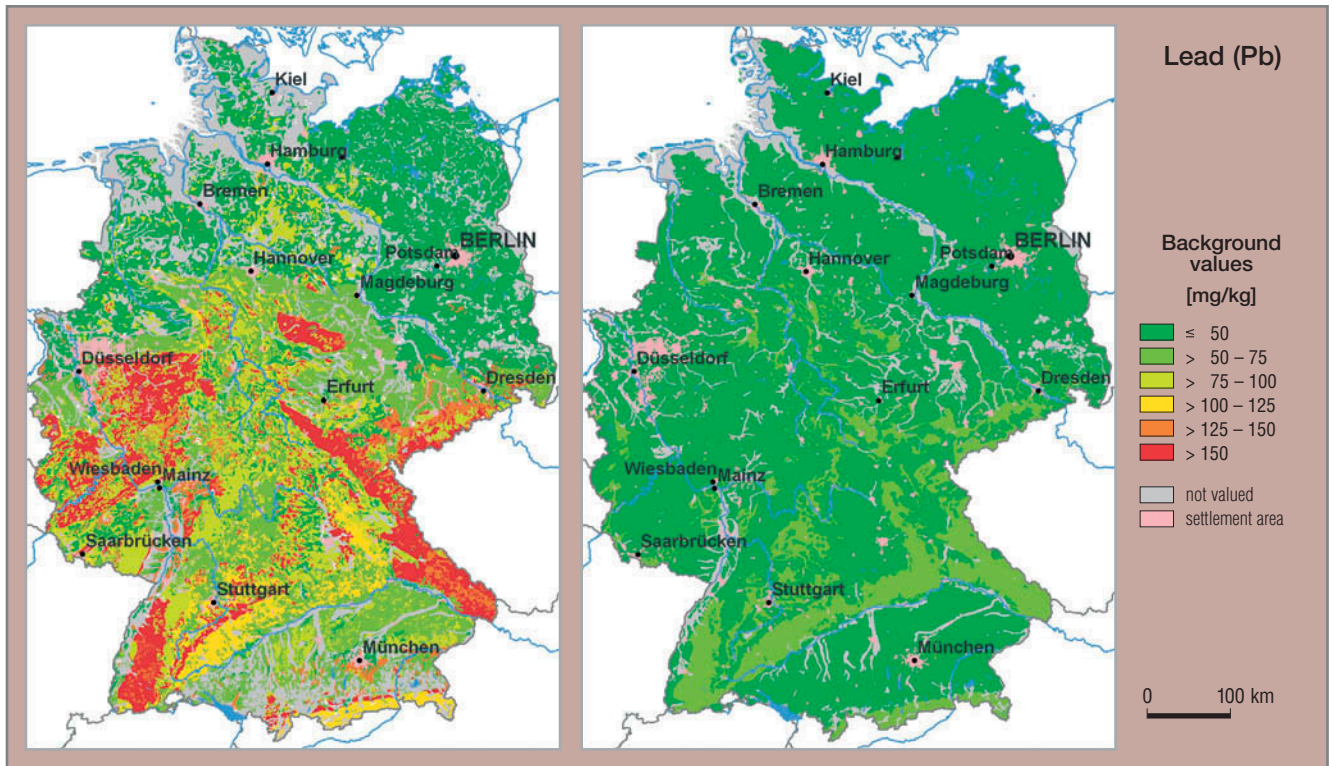 Kiel
Hamburg
Bremen
BERLIN
Potsdam
Hannover
Magdeburg
Düsseldorf
Erfurt
Dresden
Wiesbaden
Mainz
Saarbrücken
Stuttgart
München
Kiel
Hamburg
Bremen
BERLIN
Potsdam
Hannover
Magdeburg
Düsseldorf
Erfurt
Dresden
Wiesbaden
Mainz
Saarbrücken
Stuttgart
München
Lead (Pb)
Background
values
[mg/kg]
≤ 50
> 50 – 75
> 75 – 100
> 100 – 125
> 125 – 150
> 150
not valued
settlement area
0 100 km